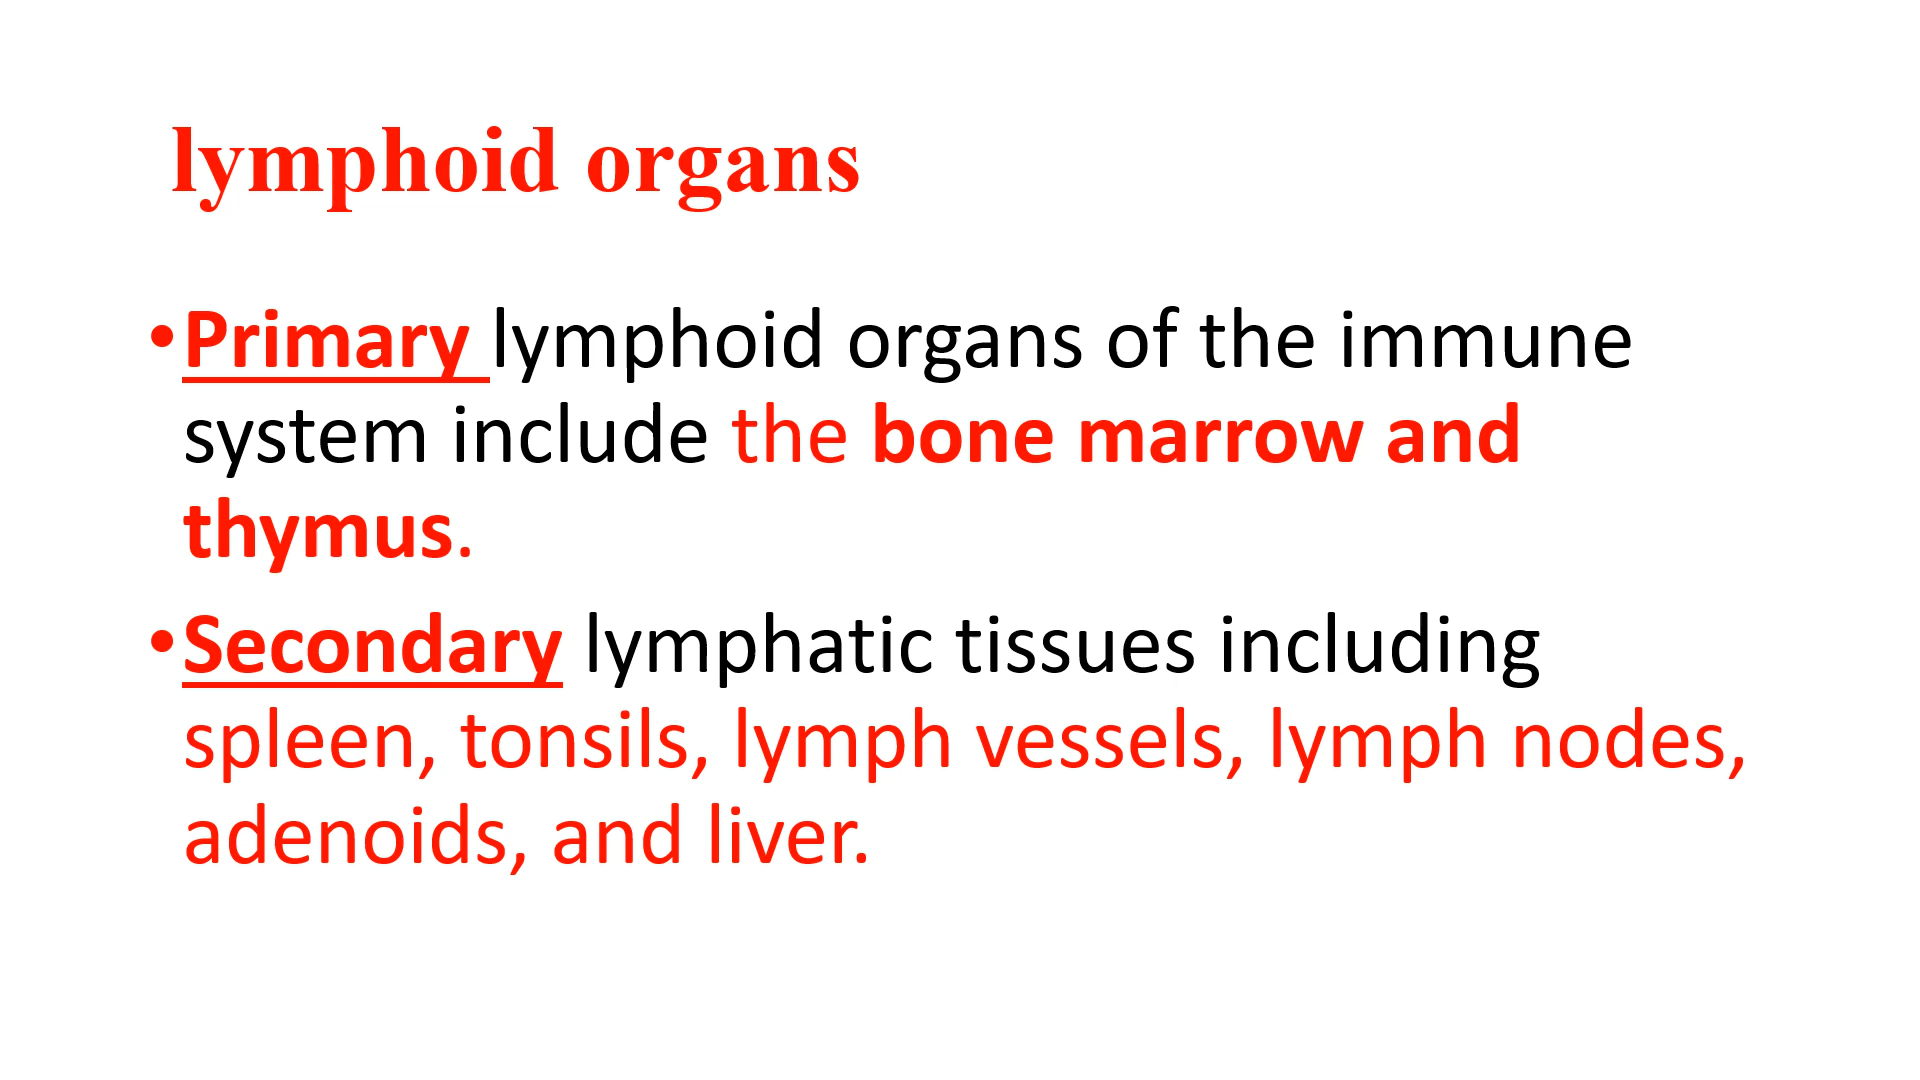 lymphoid organs
•Primary lymphoid organs of the immune
system include the bone marrow and
thymus.
•Secondary lymphatic tissues including
spleen, tonsils, lymph vessels, lymph nodes,
adenoids, and liver.